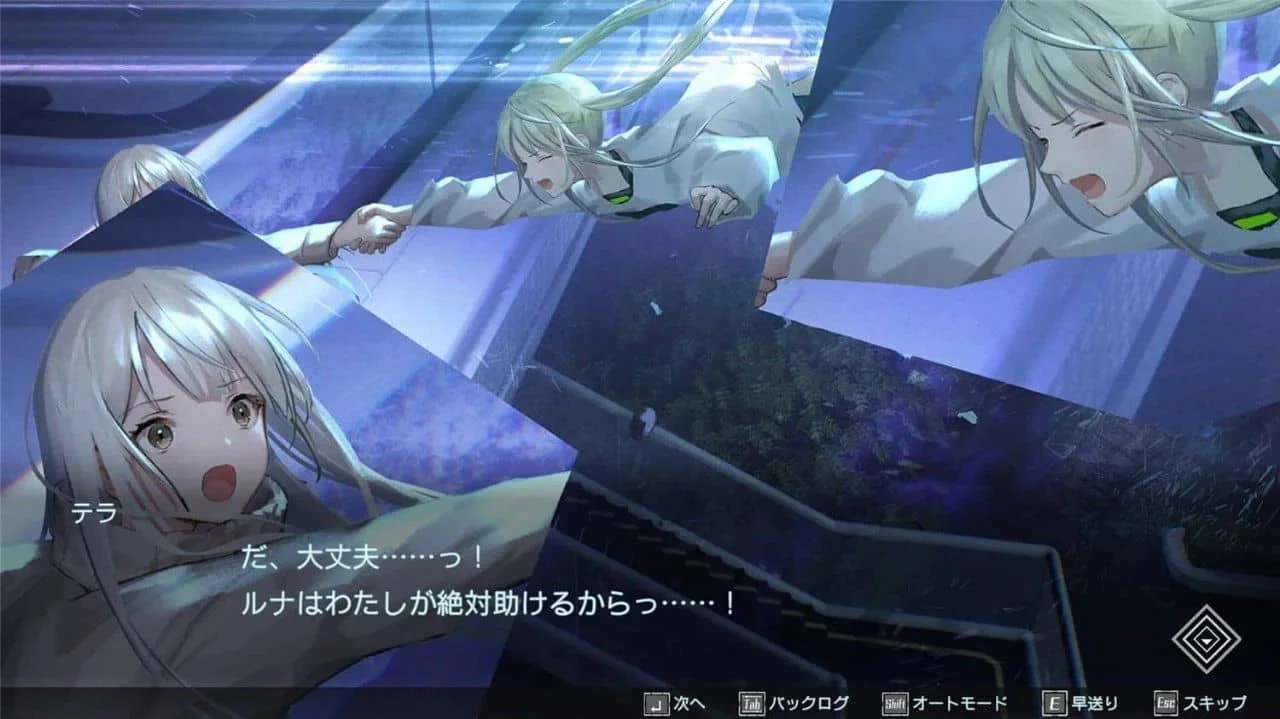 テラ
だ、大丈夫……っ！
ルナはわたしが絶対助けるからっ……！
次へ Tab バックログ Shift オートモード E 早送り Esc スキップ